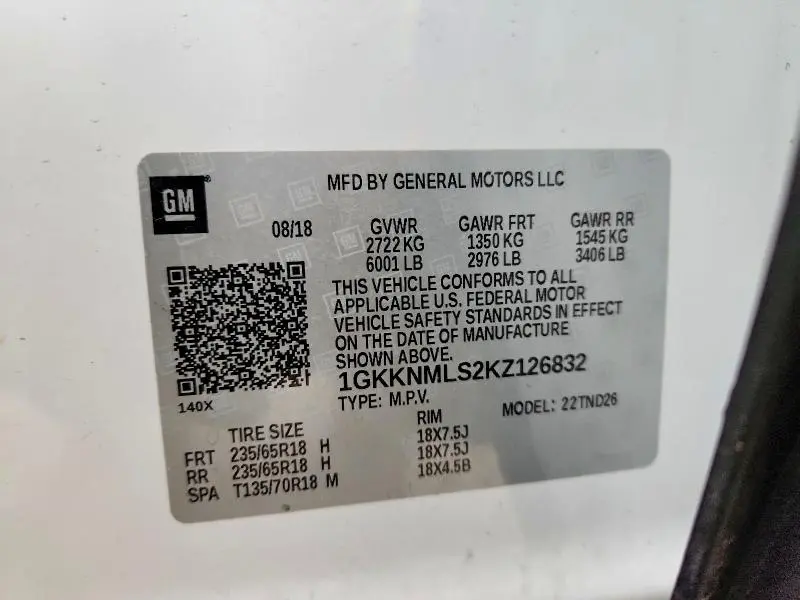 GM
MFD BY GENERAL MOTORS LLC
08/18 GVWR GAWR FRT GAWR RR
2722 KG 1350 KG 1545 KG
6001 LB 2976 LB 3406 LB
THIS VEHICLE CONFORMS TO ALL
APPLICABLE U.S. FEDERAL MOTOR
VEHICLE SAFETY STANDARDS IN EFFECT
ON THE DATE OF MANUFACTURE
SHOWN ABOVE.
1GKKNMLS2KZ126832
140X TYPE: M.P.V. MODEL: 22TND26
TIRE SIZE RIM
FRT 235/65R18 H 18X7.5J
RR 235/65R18 H 18X7.5J
SPA T135/70R18 M 18X4.5B